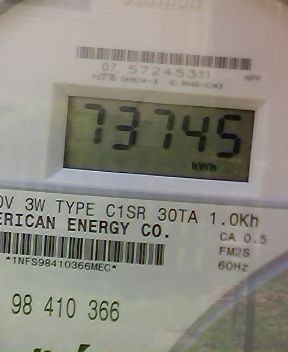 07 57245311
73745
kWh
0V 3W TYPE C1SR 30TA 1.0Kh
ERICAN ENERGY CO.
CA 0.5
FM2S
*1NFS98410366MEC*
60Hz
98 410 366